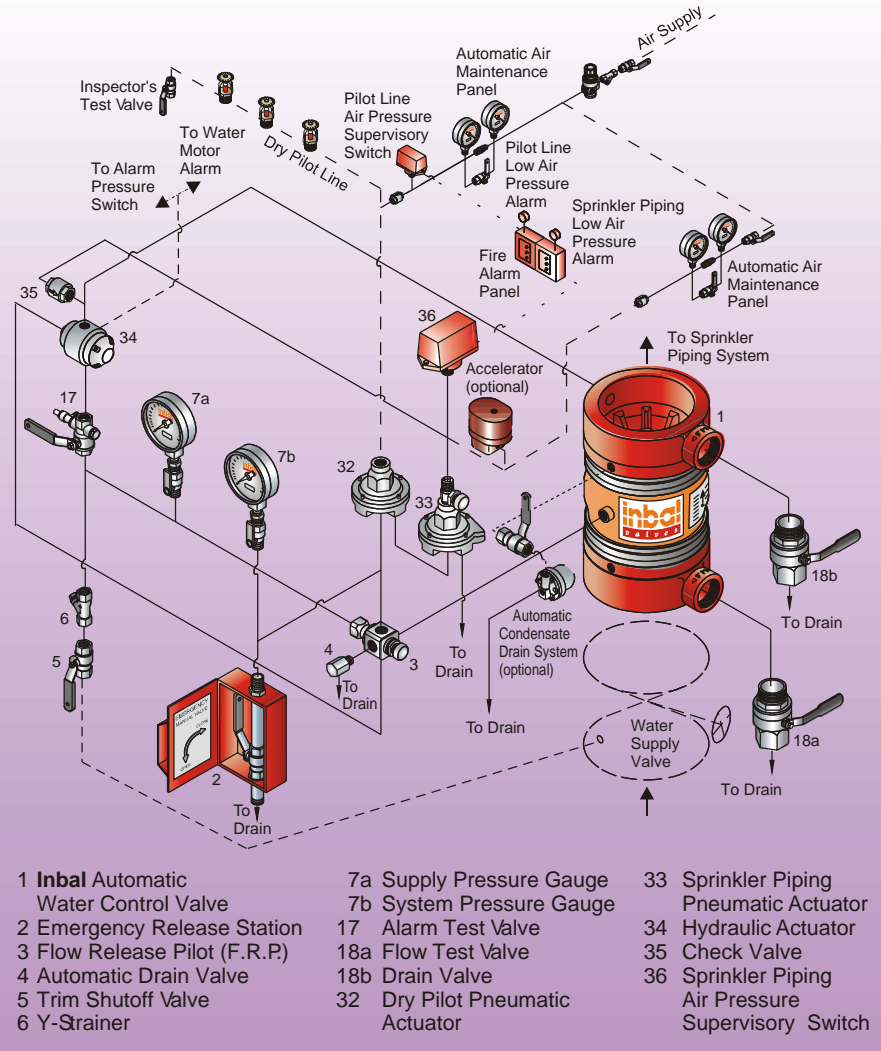 Air Supply
Automatic Air
Maintenance
Panel
Inspector's
Test Valve
Pilot Line
Air Pressure
Supervisory
Switch
To Water
Motor
Alarm
Dry Pilot Line
Pilot Line
Low Air
Pressure
Alarm
To Alarm
Pressure
Switch
Sprinkler Piping
Low Air
Pressure
Alarm
Fire
Alarm
Panel
Automatic Air
Maintenance
Panel
35
34
36
To Sprinkler
Piping System
Accelerator
(optional)
17
7a
1
7b
32
33
inbal
valves
18b
To Drain
6
5
Automatic
Condensate
Drain System
(optional)
4
3
To
Drain
To
Drain
To Drain
EMERGENCY
MANUAL VALVE
CLOSE
OPEN
2
To
Drain
Water
Supply
Valve
18a
To Drain
1 Inbal Automatic
Water Control Valve
2 Emergency Release Station
3 Flow Release Pilot (F.R.P.)
4 Automatic Drain Valve
5 Trim Shutoff Valve
6 Y-Strainer
7a Supply Pressure Gauge
7b System Pressure Gauge
17 Alarm Test Valve
18a Flow Test Valve
18b Drain Valve
32 Dry Pilot Pneumatic
Actuator
33 Sprinkler Piping
Pneumatic Actuator
34 Hydraulic Actuator
35 Check Valve
36 Sprinkler Piping
Air Pressure
Supervisory Switch